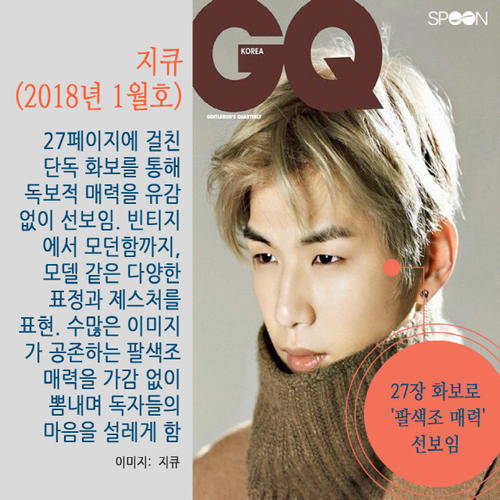 SPOON
GQ
KOREA
GENTLEMEN'S QUARTERLY
지큐
(2018년 1월호)
27페이지에 걸친
단독 화보를 통해
독보적 매력을 유감
없이 선보임. 빈티지
에서 모던함까지,
모델 같은 다양한
표정과 제스처를
표현. 수많은 이미지
가 공존하는 팔색조
매력을 가감 없이
뽐내며 독자들의
마음을 설레게 함
이미지: 지큐
27장 화보로
'팔색조 매력'
선보임